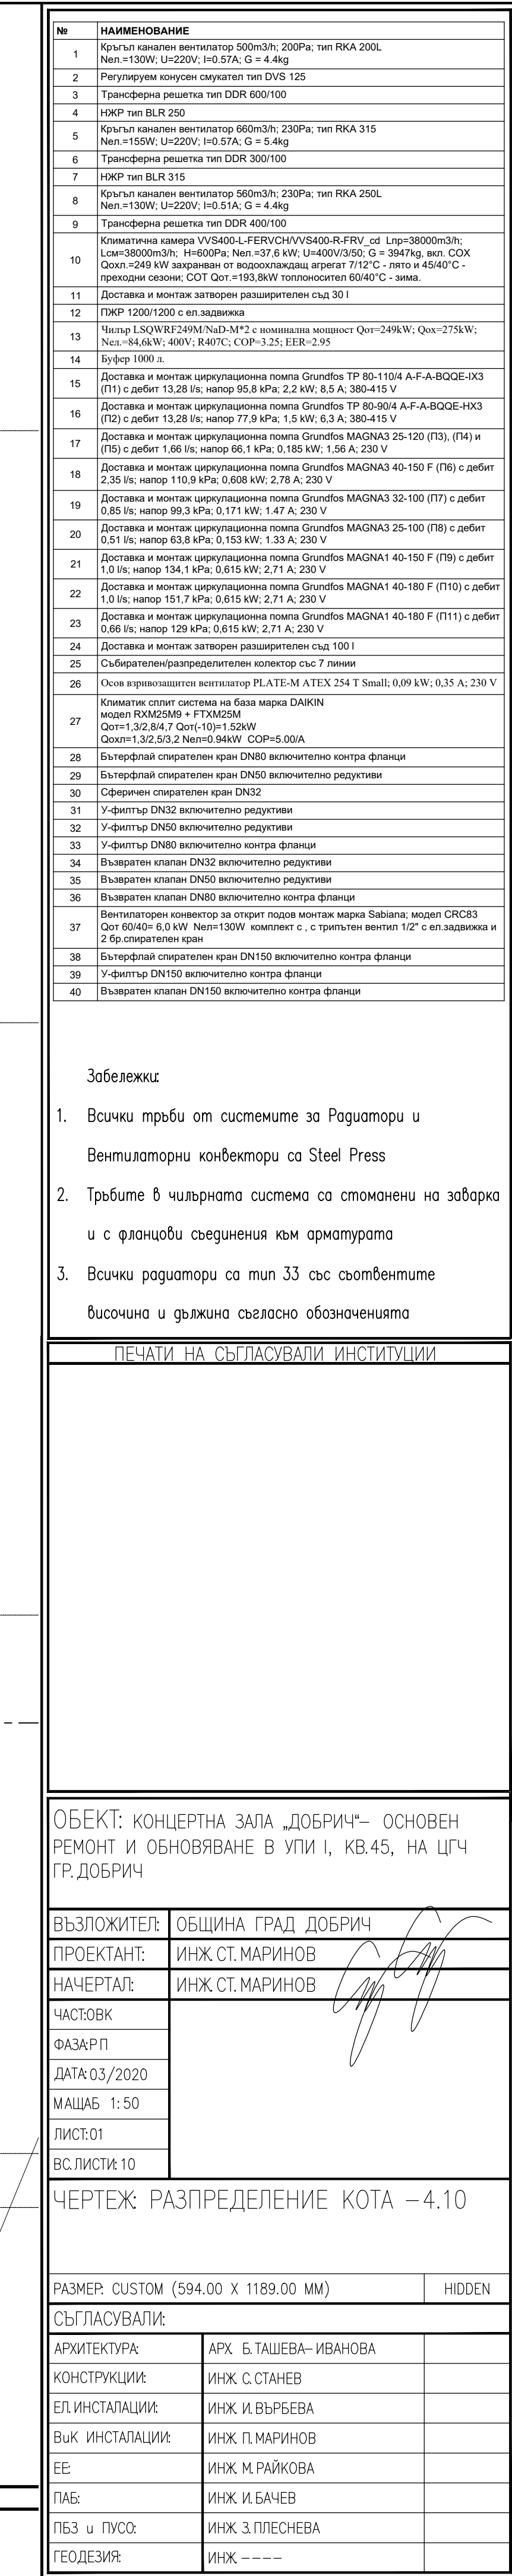 № НАИМЕНОВАНИЕ
1 Кръгъл канален вентилатор 500m3/h; 200Pa; тип RKA 200L
Nел.=130W; U=220V; I=0.57A; G = 4.4kg
2 Регулируем конусен смукател тип DVS 125
3 Трансферна решетка тип DDR 600/100
4 НЖР тип BLR 250
5 Кръгъл канален вентилатор 660m3/h; 230Pa; тип RKA 315
Nел.=155W; U=220V; I=0.57A; G = 5.4kg
6 Трансферна решетка тип DDR 300/100
7 НЖР тип BLR 315
8 Кръгъл канален вентилатор 560m3/h; 230Pa; тип RKA 250L
Nел.=130W; U=220V; I=0.51A; G = 4.4kg
9 Трансферна решетка тип DDR 400/100
10 Климатична камера VVS400-L-FERVCH/VVS400-R-FRV_cd Lпр=38000m3/h;
Lсм=38000m3/h; H=600Pa; Nел.=37,6 kW; U=400V/3/50; G = 3947kg, вкл. СОХ
Qохл.=249 kW захранван от водоохлаждащ агрегат 7/12°C - лято и 45/40°C -
преходни сезони; СОТ Qот.=193,8kW топлоносител 60/40°C - зима.
11 Доставка и монтаж затворен разширителен съд 30 l
12 ПЖР 1200/1200 с ел.задвижка
13 Чилър LSQWRF249M/NaD-M*2 с номинална мощност Qот=249kW; Qох=275kW;
Nел.=84,6kW; 400V; R407C; COP=3.25; EER=2.95
14 Буфер 1000 л.
15 Доставка и монтаж циркулационна помпа Grundfos TP 80-110/4 A-F-A-BQQE-IX3
(П1) с дебит 13,28 l/s; напор 95,8 kPa; 2,2 kW; 8,5 A; 380-415 V
16 Доставка и монтаж циркулационна помпа Grundfos TP 80-90/4 A-F-A-BQQE-HX3
(П2) с дебит 13,28 l/s; напор 77,9 kPa; 1,5 kW; 6,3 A; 380-415 V
17 Доставка и монтаж циркулационна помпа Grundfos MAGNA3 25-120 (П3), (П4) и
(П5) с дебит 1,66 l/s; напор 66,1 kPa; 0,185 kW; 1,56 A; 230 V
18 Доставка и монтаж циркулационна помпа Grundfos MAGNA3 40-150 F (П6) с дебит
2,35 l/s; напор 110,9 kPa; 0,608 kW; 2,78 A; 230 V
19 Доставка и монтаж циркулационна помпа Grundfos MAGNA3 32-100 (П7) с дебит
0,85 l/s; напор 99,3 kPa; 0,171 kW; 1.47 A; 230 V
20 Доставка и монтаж циркулационна помпа Grundfos MAGNA3 25-100 (П8) с дебит
0,51 l/s; напор 63,8 kPa; 0,153 kW; 1.33 A; 230 V
21 Доставка и монтаж циркулационна помпа Grundfos MAGNA1 40-150 F (П9) с дебит
1,0 l/s; напор 134,1 kPa; 0,615 kW; 2,71 A; 230 V
22 Доставка и монтаж циркулационна помпа Grundfos MAGNA1 40-180 F (П10) с дебит
1,0 l/s; напор 151,7 kPa; 0,615 kW; 2,71 A; 230 V
23 Доставка и монтаж циркулационна помпа Grundfos MAGNA1 40-180 F (П11) с дебит
0,66 l/s; напор 129 kPa; 0,615 kW; 2,71 A; 230 V
24 Доставка и монтаж затворен разширителен съд 100 l
25 Събирателен/разпределителен колектор със 7 линии
26 Осов взривозащитен вентилатор PLATE-M ATEX 254 T Small; 0,09 kW; 0,35 A; 230 V
27 Климатик сплит система на база марка DAIKIN
модел RXM25M9 + FTXM25M
Qот=1,3/2,8/4,7 Qот(-10)=1.52kW
Qохл=1,3/2,5/3,2 Nел=0.94kW COP=5.00/A
28 Бътерфлай спирателен кран DN80 включително контра фланци
29 Бътерфлай спирателен кран DN50 включително редуктиви
30 Сферичен спирателен кран DN32
31 У-филтър DN32 включително редуктиви
32 У-филтър DN50 включително редуктиви
33 У-филтър DN80 включително контра фланци
34 Възвратен клапан DN32 включително редуктиви
35 Възвратен клапан DN50 включително редуктиви
36 Възвратен клапан DN80 включително контра фланци
37 Вентилаторен конвектор за открит подов монтаж марка Sabiana; модел CRC83
Qот 60/40= 6,0 kW Nел=130W комплект с , с трипътен вентил 1/2" с ел.задвижка и
2 бр.спирателен кран
38 Бътерфлай спирателен кран DN150 включително контра фланци
39 У-филтър DN150 включително контра фланци
40 Възвратен клапан DN150 включително контра фланци
Забележки:
1. Всички тръби от системите за Радиатори и
Вентилаторни конвектори са Steel Press
2. Тръбите в чилърната система са стоманени на заварка
и с фланцови съединения към арматурата
3. Всички радиатори са тип 33 със съответните
височина и дължина съгласно обозначенията
ПЕЧАТИ НА СЪГЛАСУВАЛИ ИНСТИТУЦИИ
ОБЕКТ: КОНЦЕРТНА ЗАЛА „ДОБРИЧ“– ОСНОВЕН
РЕМОНТ И ОБНОВЯВАНЕ В УПИ I, КВ.45, НА ЦГЧ
ГР.ДОБРИЧ
ВЪЗЛОЖИТЕЛ: ОБЩИНА ГРАД ДОБРИЧ
ПРОЕКТАНТ: ИНЖ. СТ. МАРИНОВ
НАЧЕРТАЛ: ИНЖ. СТ. МАРИНОВ
ЧАСТ:ОВК
ФАЗА:Р П
ДАТА: 03/2020
МАЩАБ 1:50
ЛИСТ: 01
ВС.ЛИСТИ: 10
ЧЕРТЕЖ: РАЗПРЕДЕЛЕНИЕ КОТА –4.10
РАЗМЕР: CUSTOM (594.00 X 1189.00 MM) HIDDEN
СЪГЛАСУВАЛИ:
АРХИТЕКТУРА: АРХ. Б. ТАШЕВА–ИВАНОВА
КОНСТРУКЦИИ: ИНЖ. С. СТАНЕВ
ЕЛ. ИНСТАЛАЦИИ: ИНЖ. И. ВЪРБЕВА
ВиК ИНСТАЛАЦИИ: ИНЖ. П. МАРИНОВ
ЕЕ: ИНЖ. М. РАЙКОВА
ПАБ: ИНЖ. И. БАЧЕВ
ПБЗ и ПУСО: ИНЖ. З. ПЛЕСНЕВА
ГЕОДЕЗИЯ: ИНЖ. ––––